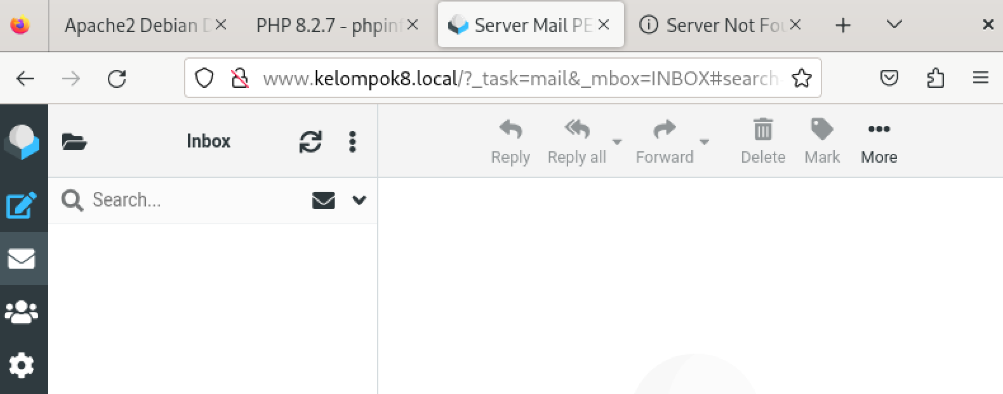 Apache2 Debian D
PHP 8.2.7 - phpinf
Server Mail PE
Server Not Fou
www.kelompok8.local/?_task=mail&_mbox=INBOX#search
Inbox
Reply
Reply all
Forward
Delete
Mark
More
Search...